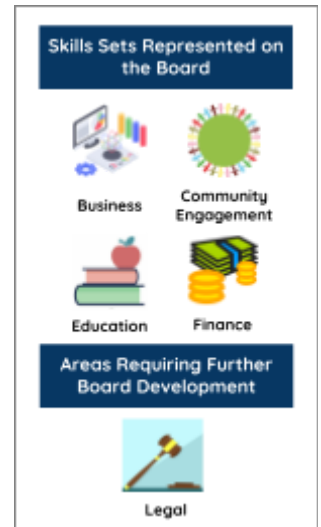 Skills Sets Represented on
the Board
Business
Community
Engagement
Education
Finance
Areas Requiring Further
Board Development
Legal